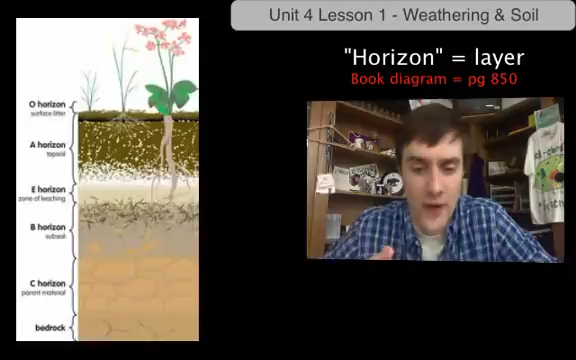 Unit 4 Lesson 1 - Weathering & Soil
"Horizon" = layer
Book diagram = pg 850
O horizon
surface litter
A horizon
topsoil
E horizon
zone of leaching
B horizon
subsoil
C horizon
parent material
bedrock